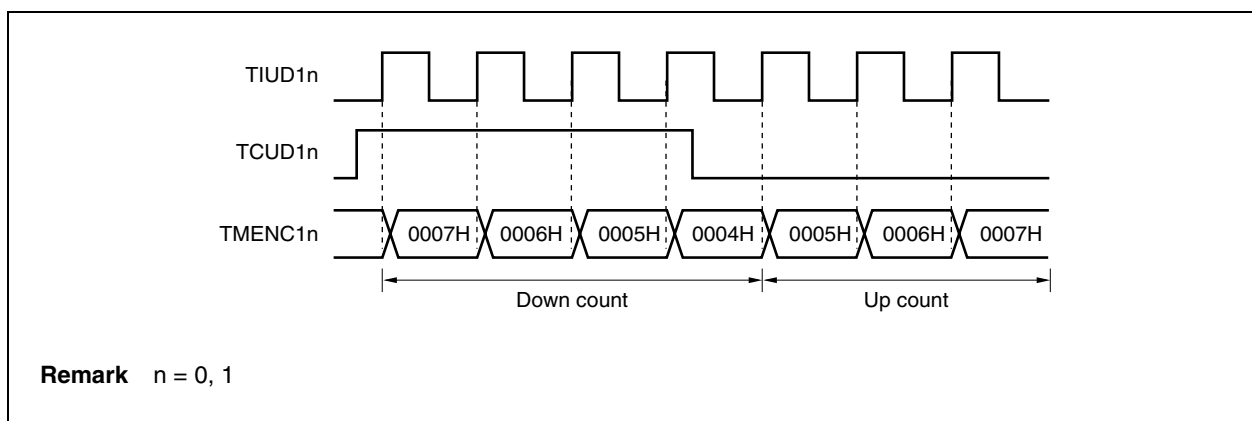 TIUD1n
TCUD1n
TMENC1n
0007H 0006H 0005H 0004H 0005H 0006H 0007H
Down count Up count
Remark n = 0, 1